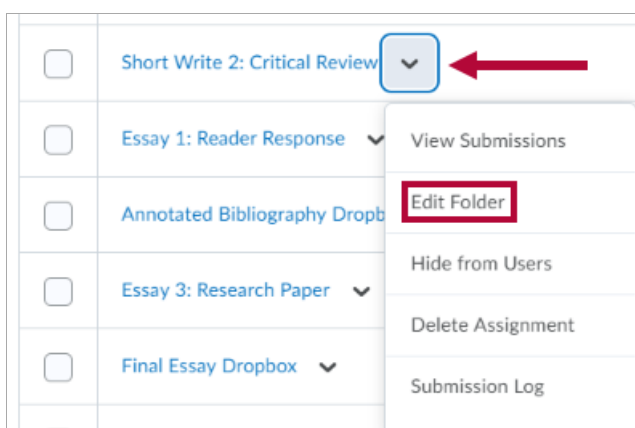 Short Write 2: Critical Review
Essay 1: Reader Response
View Submissions
Annotated Bibliography Dropb
Edit Folder
Hide from Users
Essay 3: Research Paper
Delete Assignment
Final Essay Dropbox
Submission Log